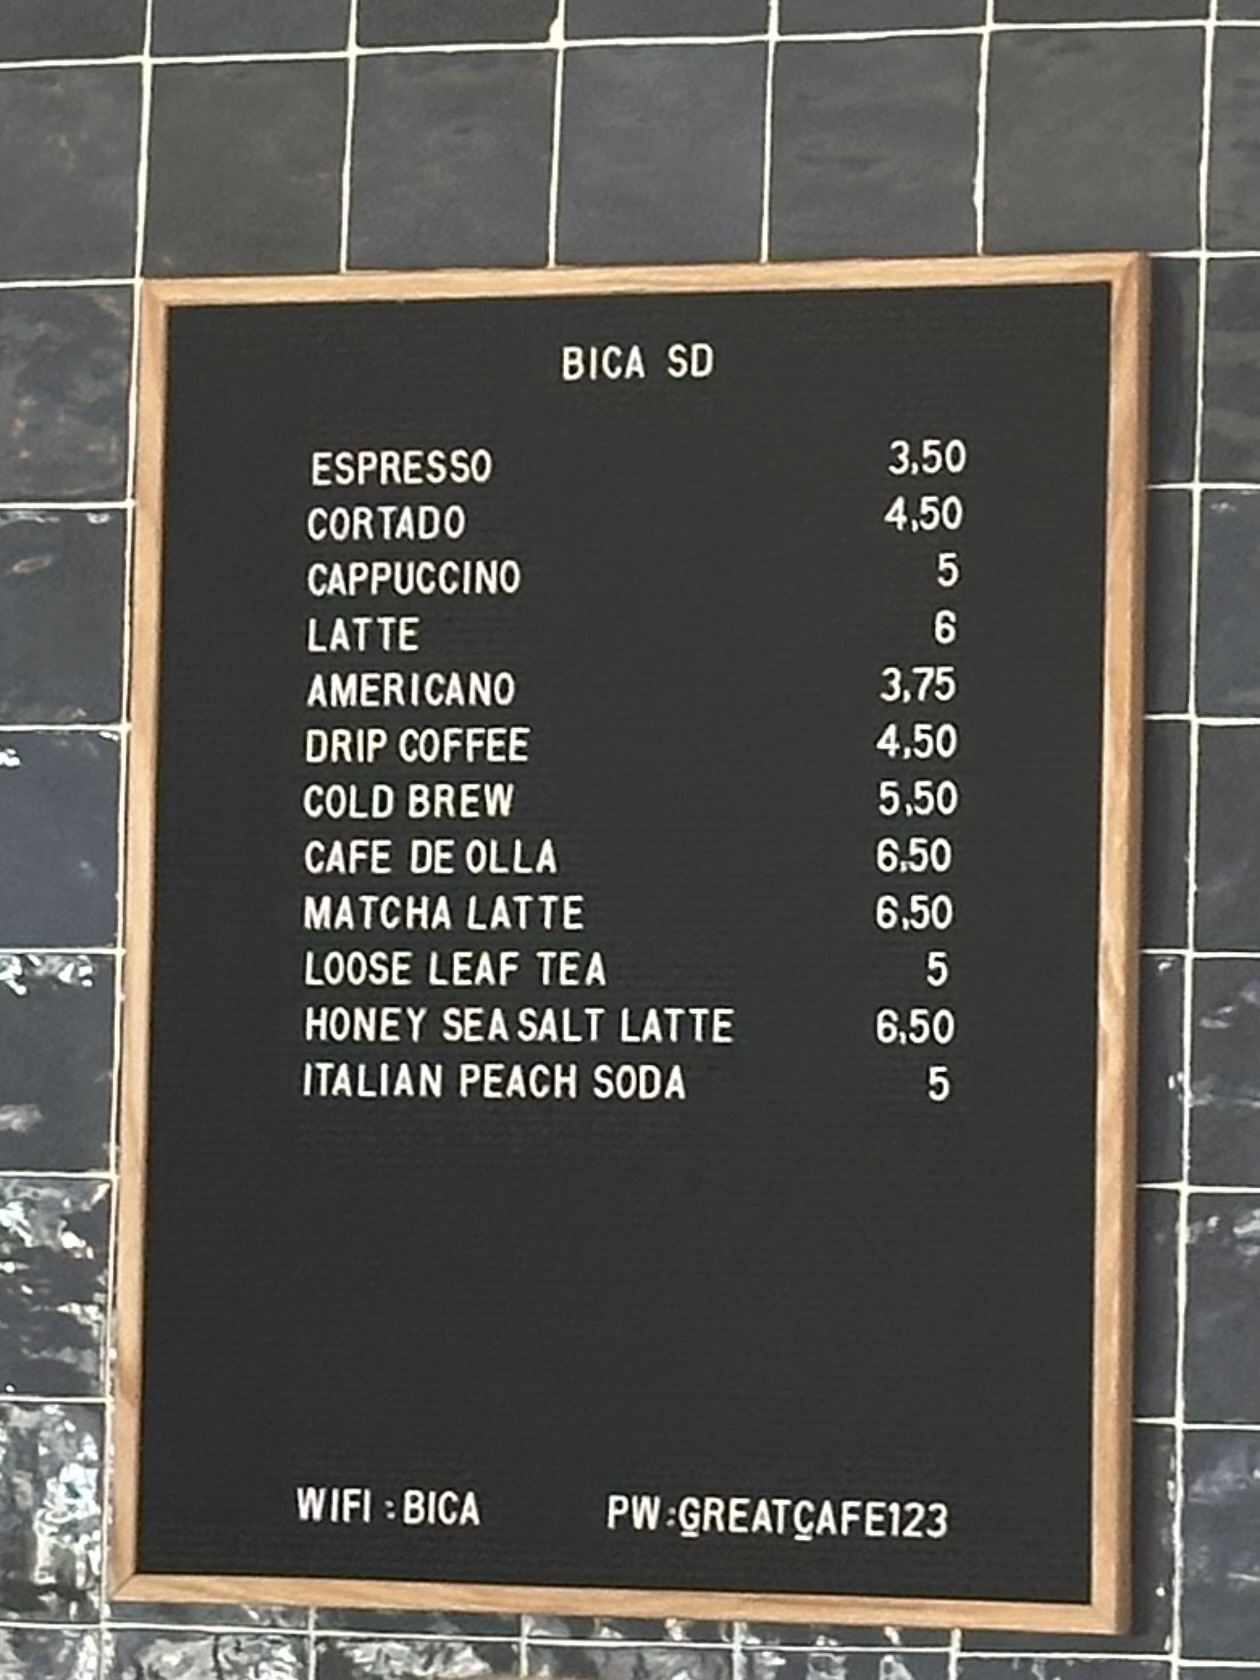 BICA SD
ESPRESSO 3,50
CORTADO 4,50
CAPPUCCINO 5
LATTE 6
AMERICANO 3,75
DRIP COFFEE 4,50
COLD BREW 5,50
CAFE DE OLLA 6,50
MATCHA LATTE 6,50
LOOSE LEAF TEA 5
HONEY SEA SALT LATTE 6,50
ITALIAN PEACH SODA 5
WIFI :BICA PW:GREATCAFE123